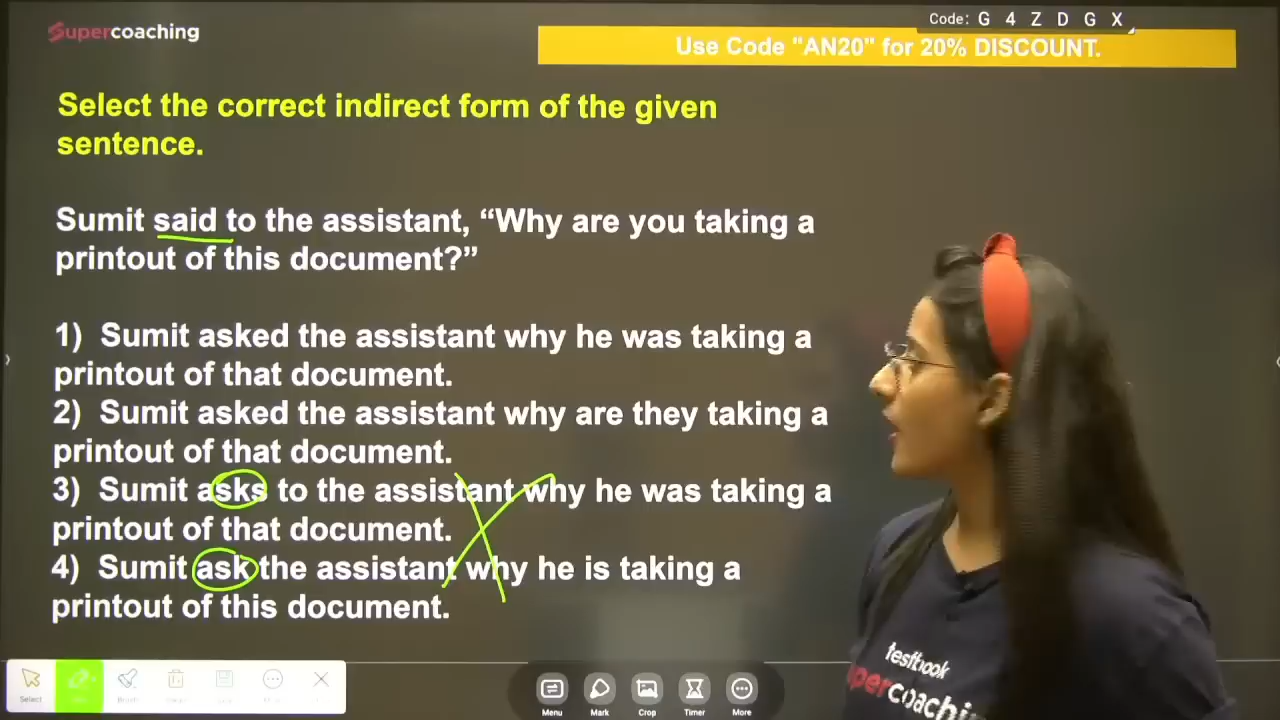 Supercoaching
Code: G 4 Z D G X
Use Code "AN20" for 20% DISCOUNT.
Select the correct indirect form of the given
sentence.
Sumit said to the assistant, “Why are you taking a
printout of this document?”
1) Sumit asked the assistant why he was taking a
printout of that document.
2) Sumit asked the assistant why are they taking a
printout of that document.
3) Sumit asks to the assistant why he was taking a
printout of that document.
4) Sumit ask the assistant why he is taking a
printout of this document.
testbook
supercoaching
Select
Menu
Mark
Crop
Timer
More